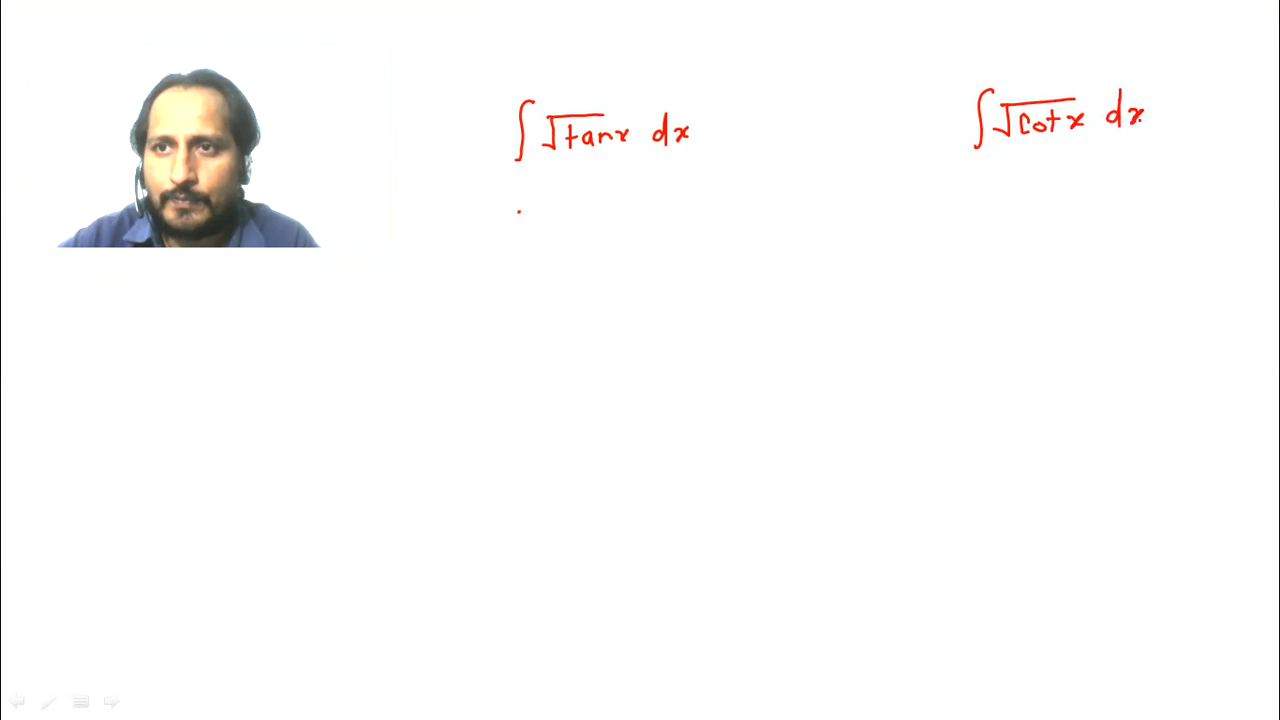 ∫ √tanx dx
∫ √cotx dx